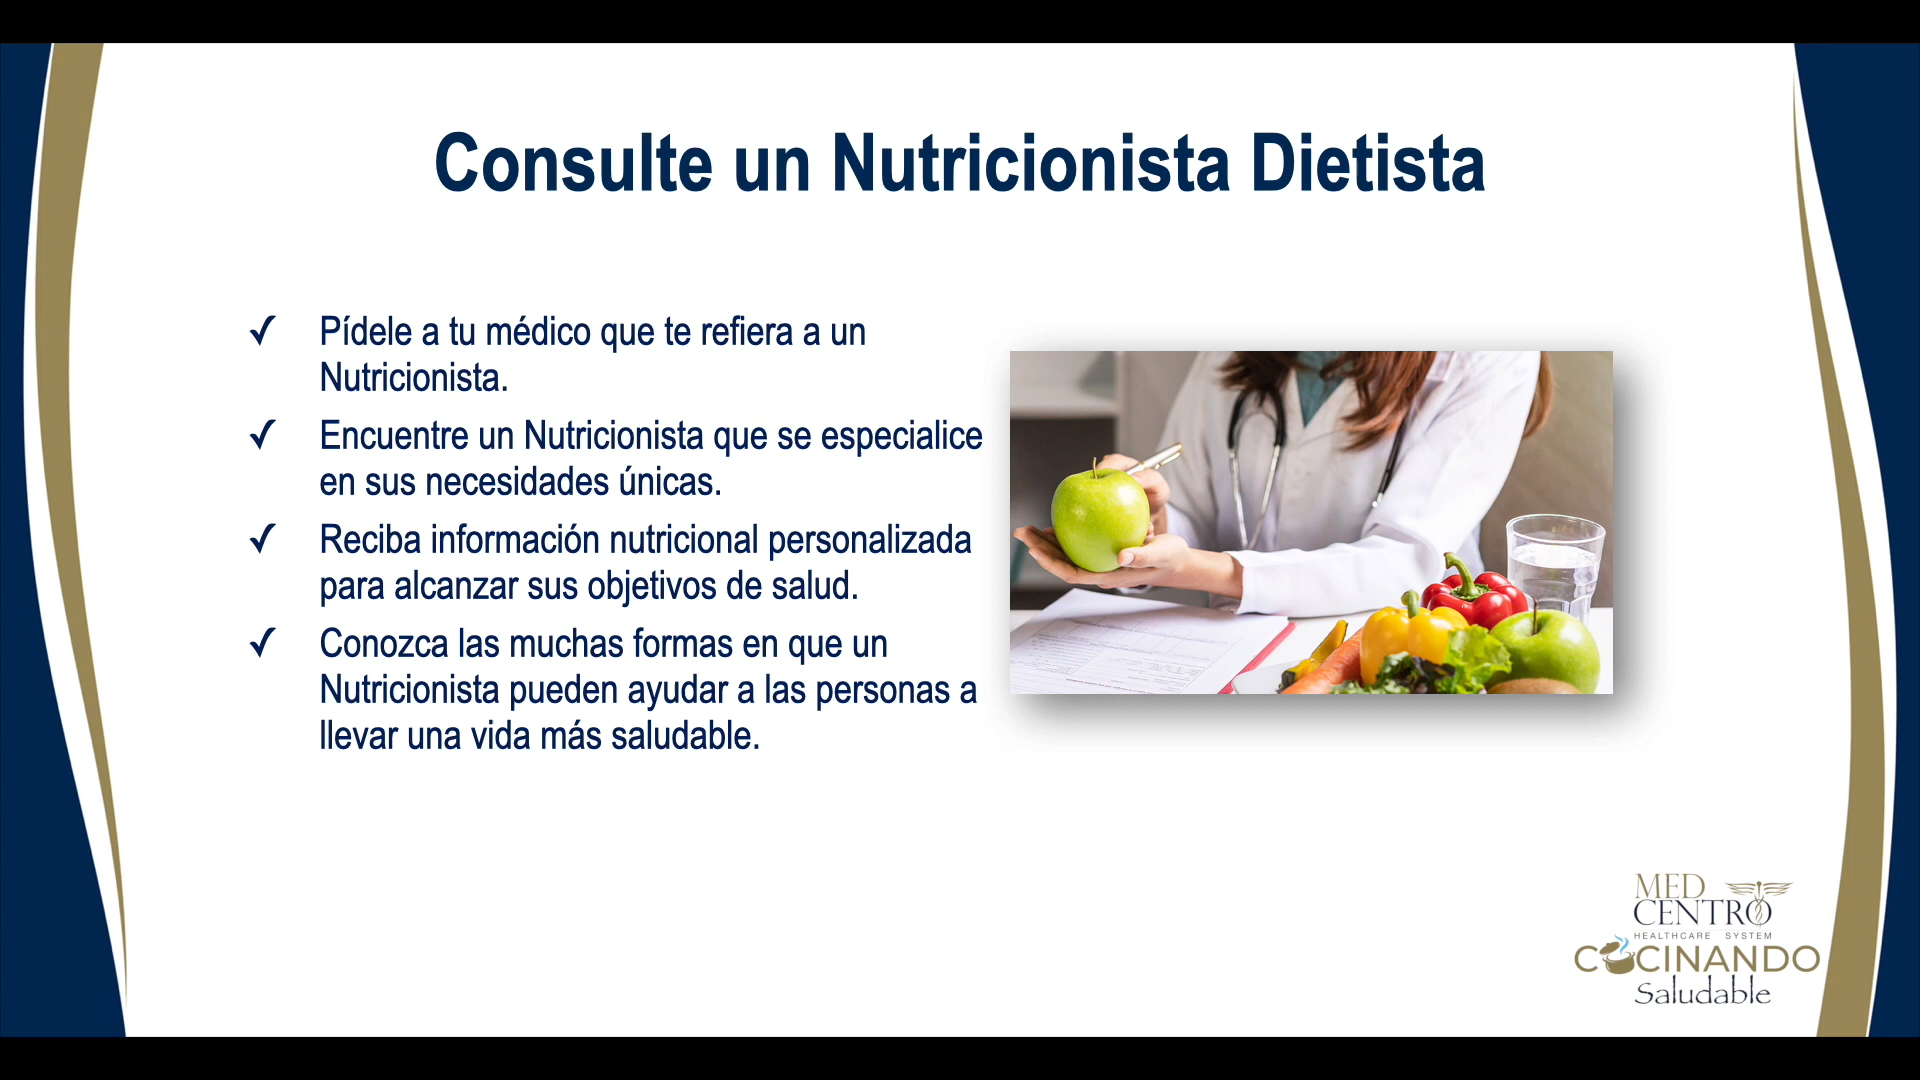 Consulte un Nutricionista Dietista
✓ Pídele a tu médico que te refiera a un
Nutricionista.
✓ Encuentre un Nutricionista que se especialice
en sus necesidades únicas.
✓ Reciba información nutricional personalizada
para alcanzar sus objetivos de salud.
✓ Conozca las muchas formas en que un
Nutricionista pueden ayudar a las personas a
llevar una vida más saludable.
MED
CENTRO
HEALTHCARE SYSTEM
COCINANDO
Saludable